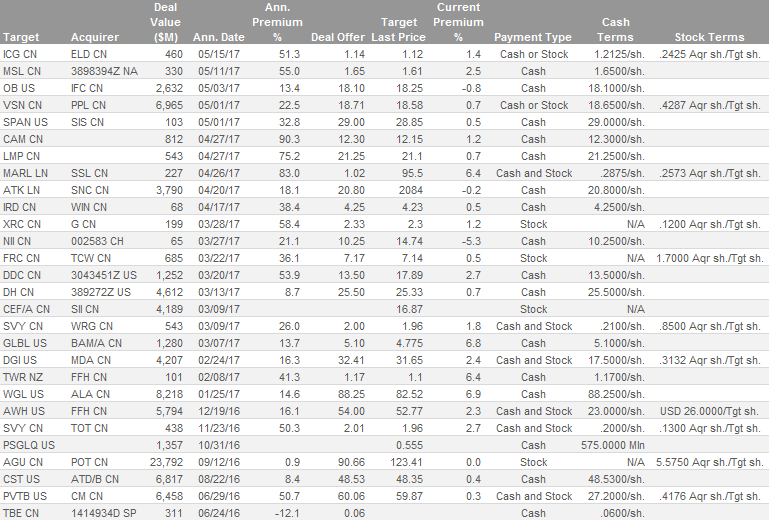 Deal Ann. Current
Value Premium Target Premium Cash
Target Acquirer ($M) Ann. Date % Deal Offer Last Price % Payment Type Terms Stock Terms
ICG CN ELD CN 460 05/15/17 51.3 1.14 1.12 1.4 Cash or Stock 1.2125/sh. .2425 Aqr sh./Tgt sh.
MSL CN 3898394Z NA 330 05/11/17 55.0 1.65 1.61 2.5 Cash 1.6500/sh.
OB US IFC CN 2,632 05/03/17 13.4 18.10 18.25 -0.8 Cash 18.1000/sh.
VSN CN PPL CN 6,965 05/01/17 22.5 18.71 18.58 0.7 Cash or Stock 18.6500/sh. .4287 Aqr sh./Tgt sh.
SPAN US SIS CN 103 05/01/17 32.8 29.00 28.85 0.5 Cash 29.0000/sh.
CAM CN 812 04/27/17 90.3 12.30 12.15 1.2 Cash 12.3000/sh.
LMP CN 543 04/27/17 75.2 21.25 21.1 0.7 Cash 21.2500/sh.
MARL LN SSL CN 227 04/26/17 83.0 1.02 95.5 6.4 Cash and Stock .2875/sh. .2573 Aqr sh./Tgt sh.
ATK LN SNC CN 3,790 04/20/17 18.1 20.80 2084 -0.2 Cash 20.8000/sh.
IRD CN WIN CN 68 04/17/17 38.4 4.25 4.23 0.5 Cash 4.2500/sh.
XRC CN G CN 199 03/28/17 58.4 2.33 2.3 1.2 Stock N/A .1200 Aqr sh./Tgt sh.
NII CN 002583 CH 65 03/27/17 21.1 10.25 14.74 -5.3 Cash 10.2500/sh.
FRC CN TCW CN 685 03/22/17 36.1 7.17 7.14 0.5 Stock N/A 1.7000 Aqr sh./Tgt sh.
DDC CN 3043451Z US 1,252 03/20/17 53.9 13.50 17.89 2.7 Cash 13.5000/sh.
DH CN 389272Z US 4,612 03/13/17 8.7 25.50 25.33 0.7 Cash 25.5000/sh.
CEF/A CN SII CN 4,189 03/09/17 16.87 Stock N/A
SVY CN WRG CN 543 03/09/17 26.0 2.00 1.96 1.8 Cash and Stock .2100/sh. .8500 Aqr sh./Tgt sh.
GLBL US BAM/A CN 1,280 03/07/17 13.7 5.10 4.775 6.8 Cash 5.1000/sh.
DGI US MDA CN 4,207 02/24/17 16.3 32.41 31.65 2.4 Cash and Stock 17.5000/sh. .3132 Aqr sh./Tgt sh.
TWR NZ FFH CN 101 02/08/17 41.3 1.17 1.1 6.4 Cash 1.1700/sh.
WGL US ALA CN 8,218 01/25/17 14.6 88.25 82.52 6.9 Cash 88.2500/sh.
AWH US FFH CN 5,794 12/19/16 16.1 54.00 52.77 2.3 Cash and Stock 23.0000/sh. USD 26.0000/Tgt sh.
SVY CN TOT CN 438 11/23/16 50.3 2.01 1.96 2.7 Cash and Stock .2000/sh. .1300 Aqr sh./Tgt sh.
PSGLQ US 1,357 10/31/16 0.555 Cash 575.0000 Mln
AGU CN POT CN 23,792 09/12/16 0.9 90.66 123.41 0.0 Stock N/A 5.5750 Aqr sh./Tgt sh.
CST US ATD/B CN 6,817 08/22/16 8.4 48.53 48.35 0.4 Cash 48.5300/sh.
PVTB US CM CN 6,458 06/29/16 50.7 60.06 59.87 0.3 Cash and Stock 27.2000/sh. .4176 Aqr sh./Tgt sh.
TBE CN 1414934D SP 311 06/24/16 -12.1 0.06 Cash .0600/sh.